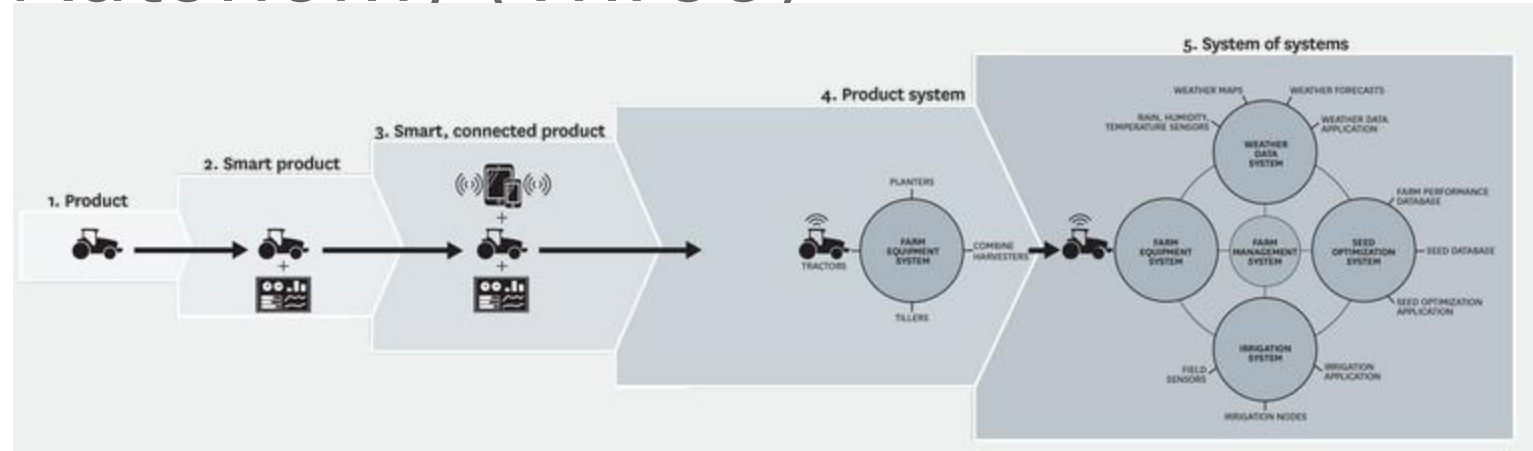 1. Product
2. Smart product
+
3. Smart, connected product
+
+
4. Product system
PLANTERS
TRACTORS
FARM
EQUIPMENT
SYSTEM
COMBINE
HARVESTERS
TILLERS
5. System of systems
WEATHER MAPS
WEATHER FORECASTS
RAIN, HUMIDITY,
TEMPERATURE SENSORS
WEATHER DATA
APPLICATION
WEATHER
DATA
SYSTEM
FARM
EQUIPMENT
SYSTEM
FARM
MANAGEMENT
SYSTEM
SEED
OPTIMIZATION
SYSTEM
FARM PERFORMANCE
DATABASE
SEED DATABASE
SEED OPTIMIZATION
APPLICATION
IRRIGATION
SYSTEM
FIELD
SENSORS
IRRIGATION
APPLICATION
IRRIGATION NODES